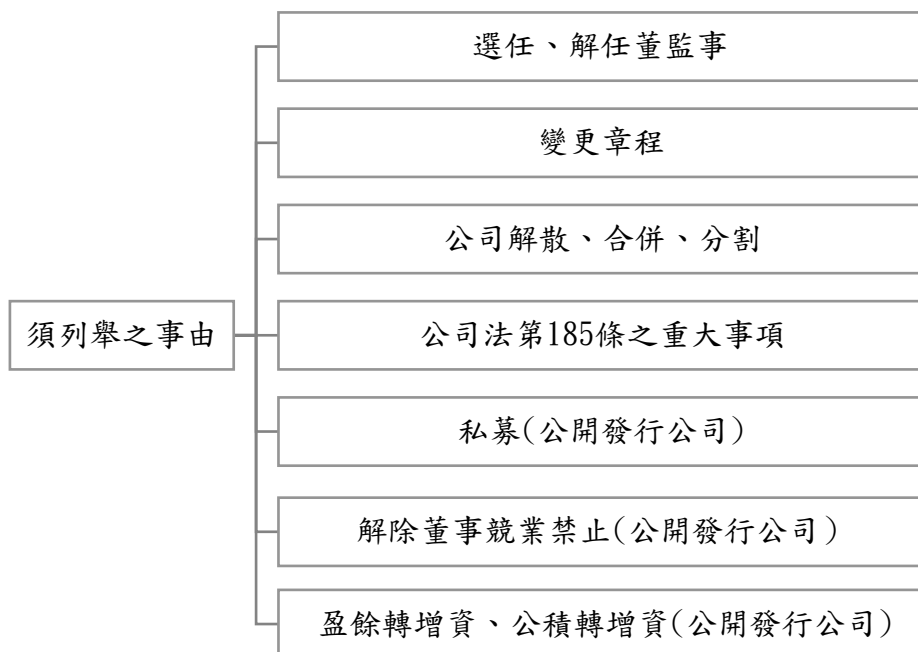 選任、解任董監事
變更章程
公司解散、合併、分割
須列舉之事由
公司法第185條之重大事項
私募(公開發行公司)
解除董事競業禁止(公開發行公司)
盈餘轉增資、公積轉增資(公開發行公司)